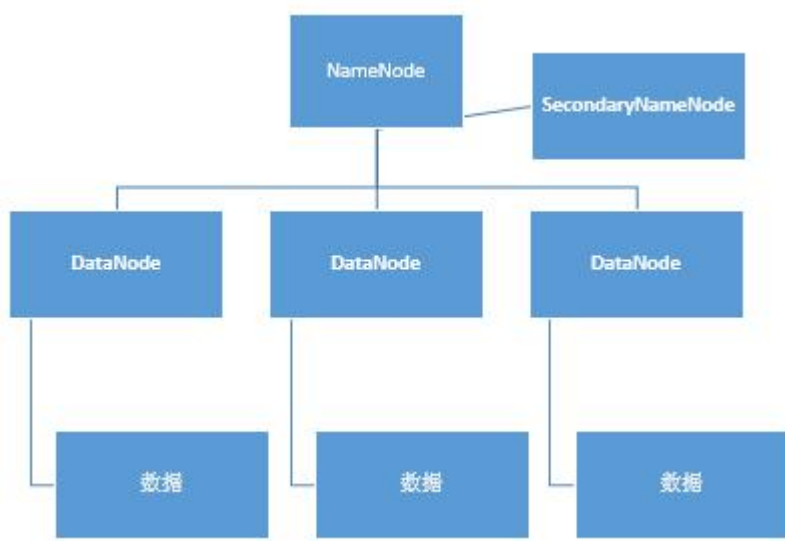 NameNode
SecondaryNameNode
DataNode
DataNode
DataNode
数据
数据
数据